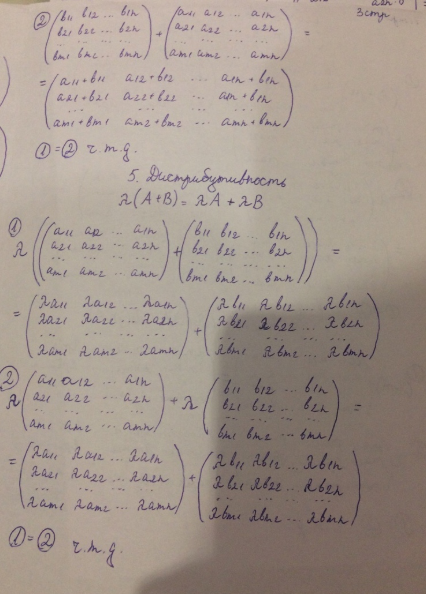 3 стр
② (b11 b12 ... b1n) + (a11 a12 ... a1n) =
(b21 b22 ... b2n) (a21 a22 ... a2n)
(... ... ... ...) (... ... ... ...)
(bm1 bm2 ... bmn) (am1 am2 ... amn)
= (a11+b11 a12+b12 ... a1n+b1n)
(a21+b21 a22+b22 ... a1n+b1n)
(... ... ... ...)
(am1+bm1 am2+bm2 ... amn+bmn)
①=② ч.т.д.
5. Дистрибутивность
λ(A+B)=λA+λB
①
λ((a11 a12 ... a1n) + (b11 b12 ... b1n)) =
(a21 a22 ... a2n) (b21 b22 ... b2n)
(... ... ... ...) (... ... ... ...)
(am1 am2 ... amn) (bm1 bm2 ... bmn)
= (λa11 λa12 ... λa1n) + (λb11 λb12 ... λb1n)
(λa21 λa22 ... λa2n) (λb21 λb22 ... λb2n)
(... ... ... ...) (... ... ... ...)
(λam1 λam2 ... λamn) (λbm1 λbm2 ... λbmn)
②
λ(a11 a12 ... a1n) + λ(b11 b12 ... b1n) =
(a21 a22 ... a2n) (b21 b22 ... b2n)
(... ... ... ...) (... ... ... ...)
(am1 am2 ... amn) (bm1 bm2 ... bmn)
= (λa11 λa12 ... λa1n) + (λb11 λb12 ... λb1n)
(λa21 λa22 ... λa2n) (λb21 λb22 ... λb2n)
(... ... ... ...) (... ... ... ...)
(λam1 λam2 ... λamn) (λbm1 λbm2 ... λbmn)
①=② ч.т.д.